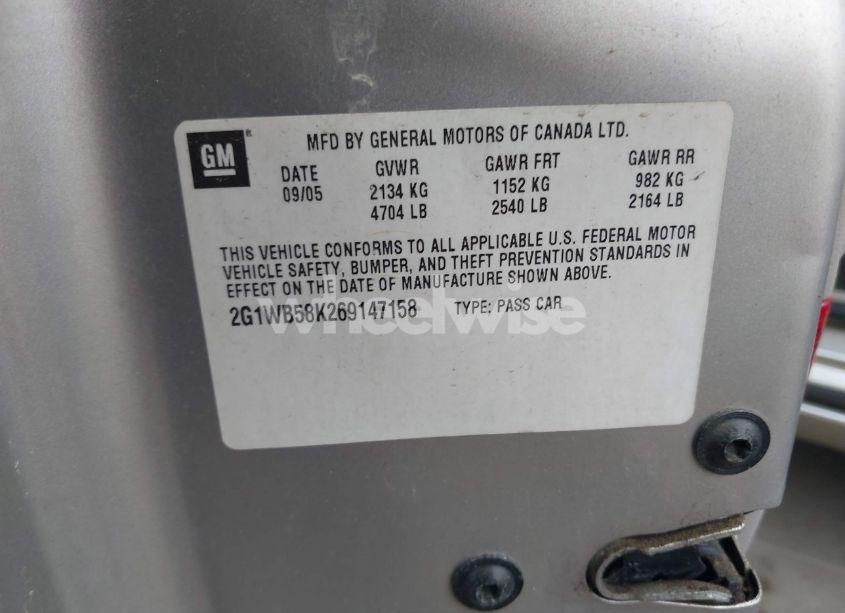 GM
MFD BY GENERAL MOTORS OF CANADA LTD.
DATE GVWR GAWR FRT GAWR RR
09/05 2134 KG 1152 KG 982 KG
4704 LB 2540 LB 2164 LB
THIS VEHICLE CONFORMS TO ALL APPLICABLE U.S. FEDERAL MOTOR
VEHICLE SAFETY, BUMPER, AND THEFT PREVENTION STANDARDS IN
EFFECT ON THE DATE OF MANUFACTURE SHOWN ABOVE.
2G1WB58K269147158 TYPE: PASS CAR
wheelwise